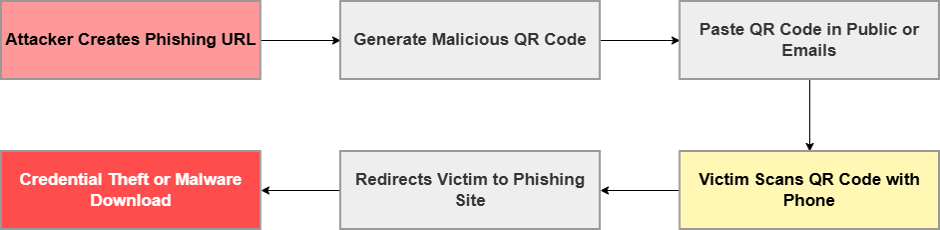 Attacker Creates Phishing URL
Generate Malicious QR Code
Paste QR Code in Public or
Emails
Victim Scans QR Code with
Phone
Redirects Victim to Phishing
Site
Credential Theft or Malware
Download